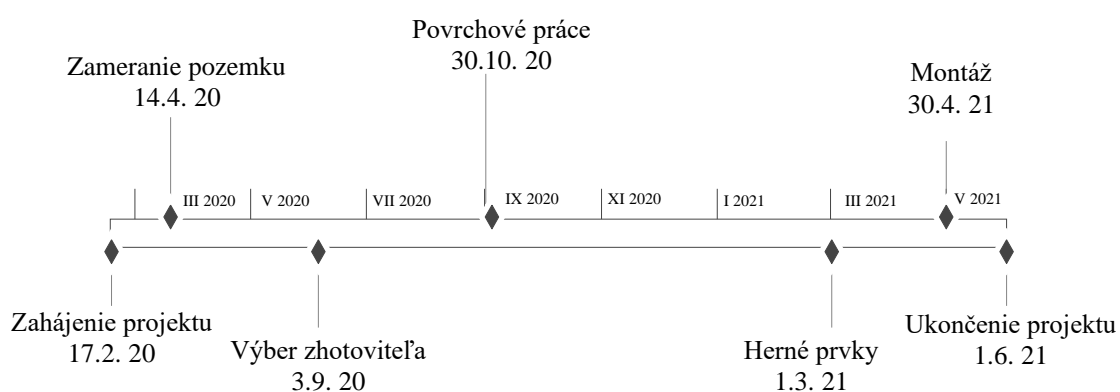 Povrchové práce
30.10. 20
Zameranie pozemku
14.4. 20
Montáž
30.4. 21
III 2020
V 2020
VII 2020
IX 2020
XI 2020
I 2021
III 2021
V 2021
Zahájenie projektu
17.2. 20
Výber zhotoviteľa
3.9. 20
Herné prvky
1.3. 21
Ukončenie projektu
1.6. 21